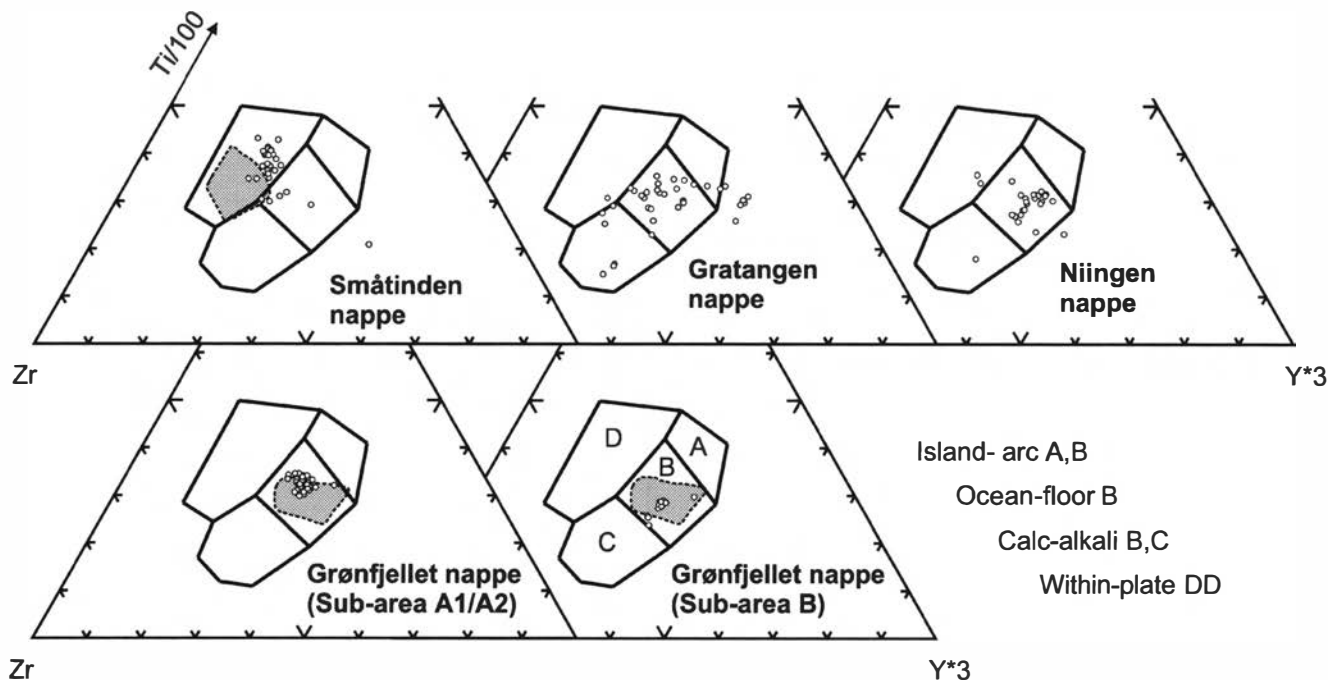 Ti/100
Småtinden
nappe
Gratangen
nappe
Niingen
nappe
Zr
Y*3
D
A
B
C
Grønfjellet nappe
(Sub-area A1/A2)
Grønfjellet nappe
(Sub-area B)
Island- arc A,B
Ocean-floor B
Calc-alkali B,C
Within-plate DD
Zr
Y*3